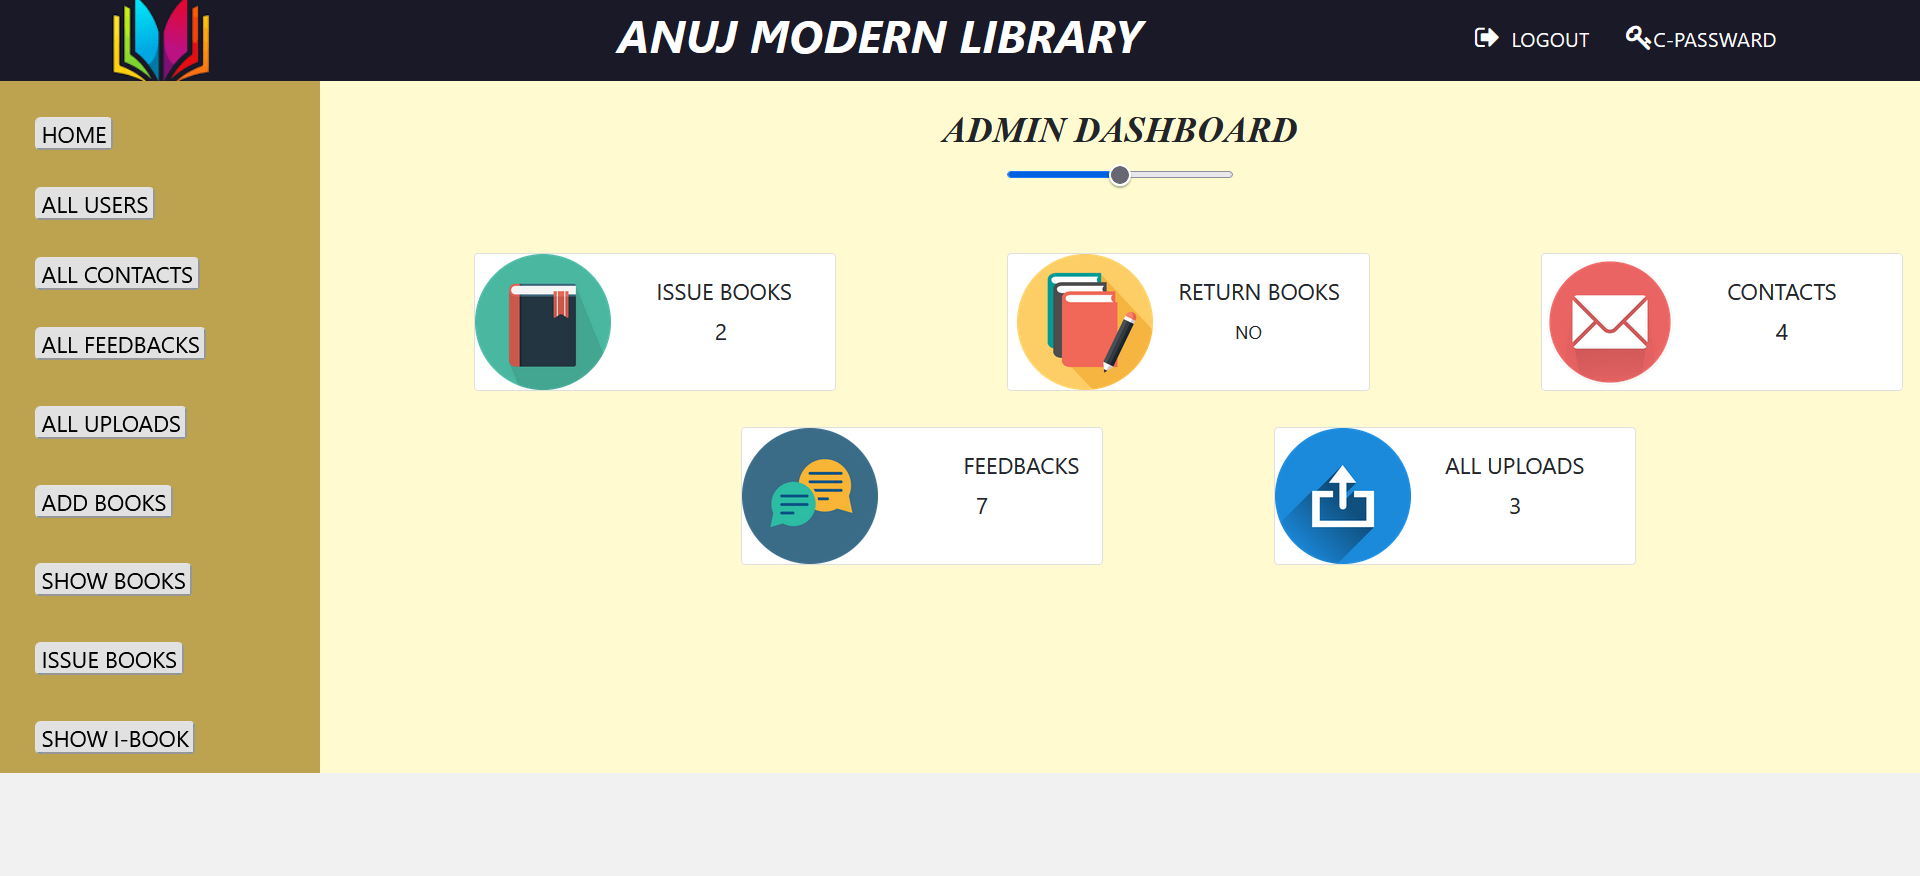 ANUJ MODERN LIBRARY
LOGOUT
C-PASSWARD
HOME
ALL USERS
ALL CONTACTS
ALL FEEDBACKS
ALL UPLOADS
ADD BOOKS
SHOW BOOKS
ISSUE BOOKS
SHOW I-BOOK
ADMIN DASHBOARD
ISSUE BOOKS
2
RETURN BOOKS
NO
CONTACTS
4
FEEDBACKS
7
ALL UPLOADS
3